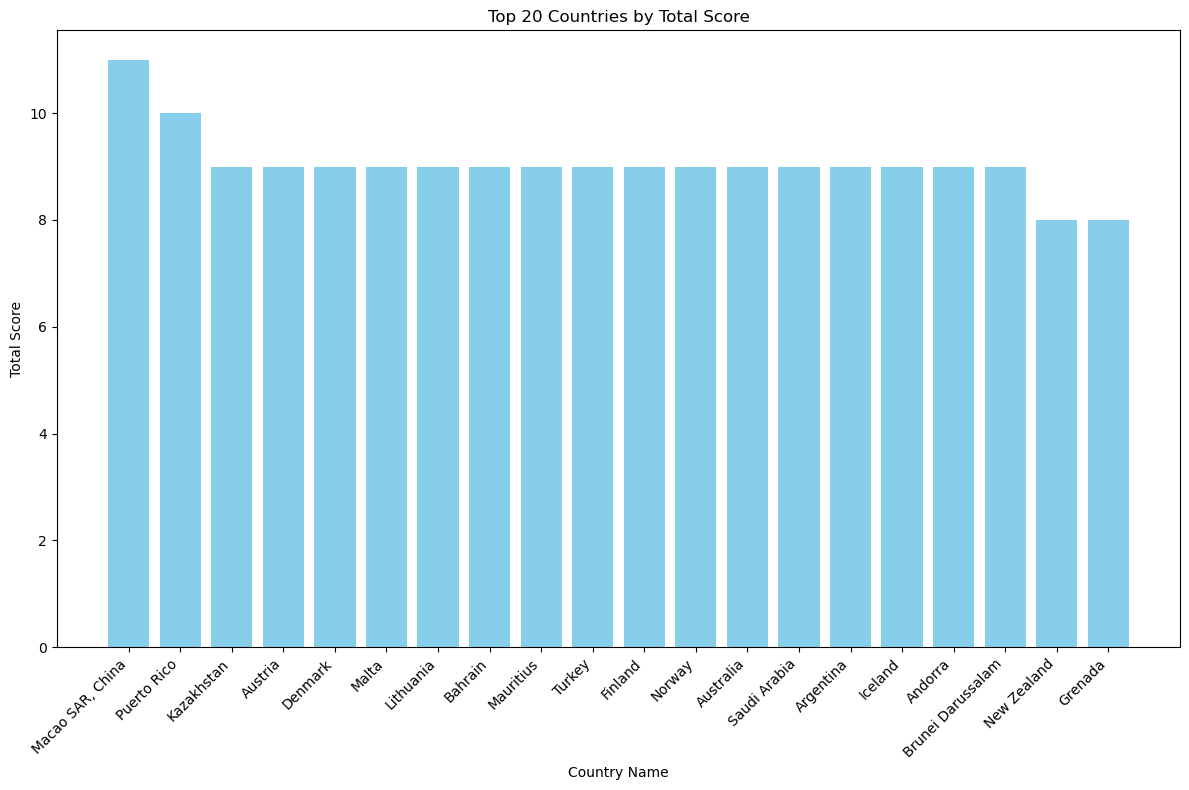 Top 20 Countries by Total Score
Total Score
10
8
6
4
2
0
Macao SAR, China
Puerto Rico
Kazakhstan
Austria
Denmark
Malta
Lithuania
Bahrain
Mauritius
Turkey
Finland
Norway
Australia
Saudi Arabia
Argentina
Iceland
Andorra
Brunei Darussalam
New Zealand
Grenada
Country Name